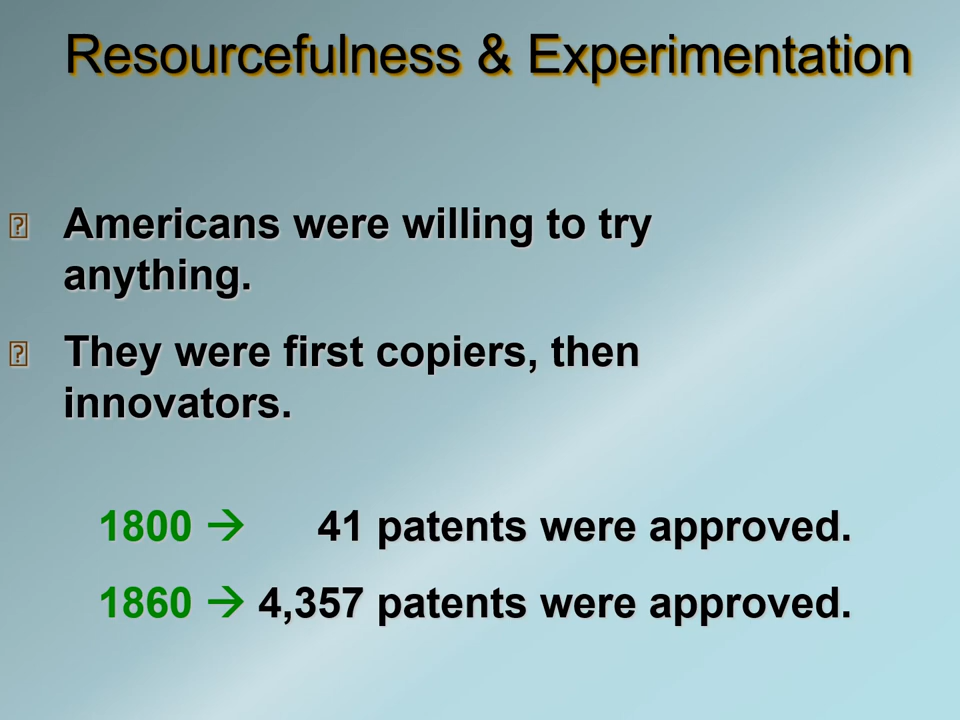 Resourcefulness & Experimentation
Americans were willing to try
anything.
They were first copiers, then
innovators.
1800 → 41 patents were approved.
1860 → 4,357 patents were approved.